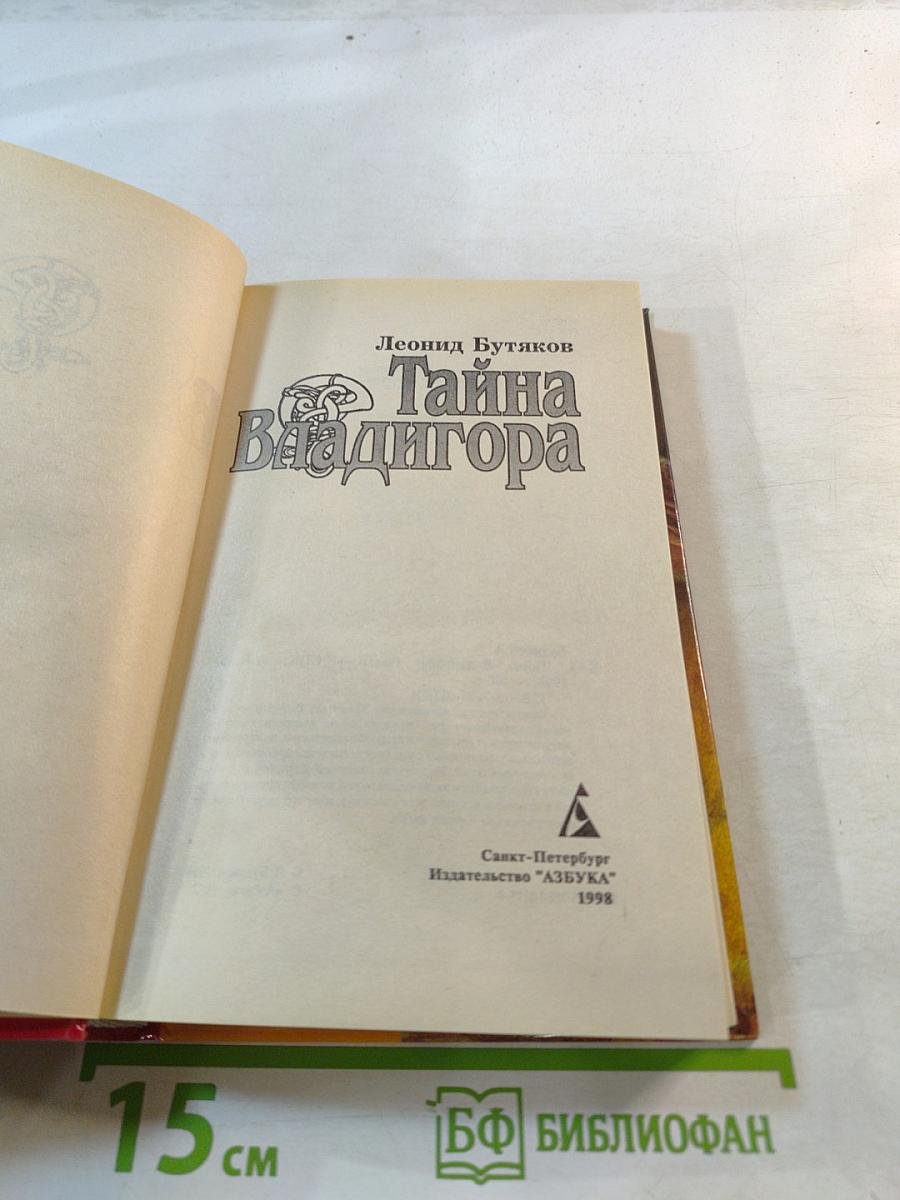 Леонид Бутяков
Тайна
Владигора
Санкт-Петербург
Издательство "АЗБУКА"
1998
15 см
БФ БИБЛИОФАН